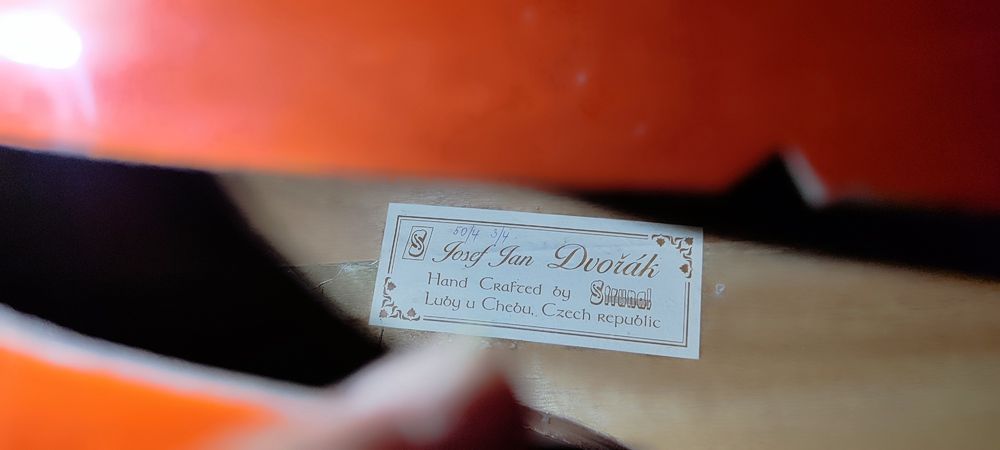 50/4 3/4
S Josef Jan Dvořák
Hand Crafted by Strunal
Luby u Chebu, Czech republic